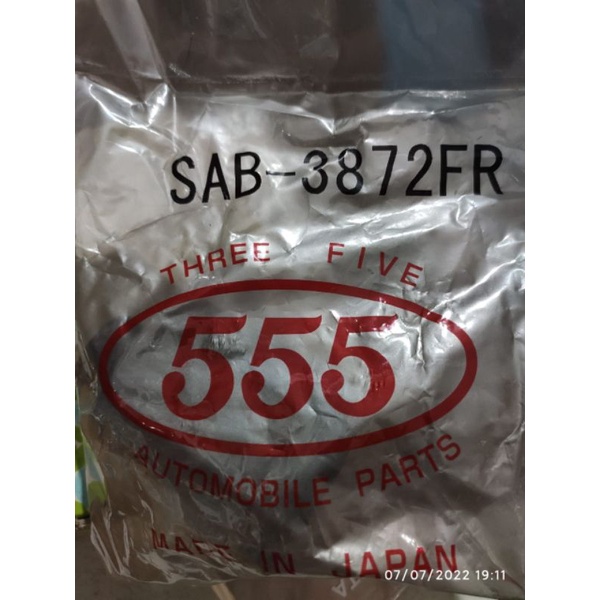 SAB-3872FR
THREE FIVE
555
AUTOMOBILE PARTS
MADE IN JAPAN
07/07/2022 19:11